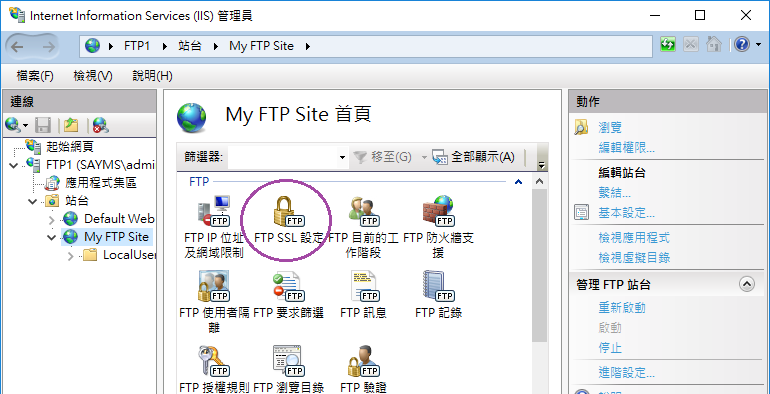 Internet Information Services (IIS) 管理員
FTP1 站台 My FTP Site
檔案(F) 檢視(V) 說明(H)
連線
起始網頁
FTP1 (SAYMS\admi
應用程式集區
站台
Default Web
My FTP Site
LocalUse
My FTP Site 首頁
篩選器: 移至(G) 全部顯示(A)
FTP
FTP IP 位址及網域限制
FTP SSL 設定
FTP 目前的工作階段
FTP 防火牆支援
FTP 使用者隔離
FTP 要求篩選
FTP 訊息
FTP 記錄
FTP 授權規則
FTP 瀏覽目錄
FTP 驗證
動作
瀏覽
編輯權限...
編輯站台
繫結...
基本設定...
檢視應用程式
檢視虛擬目錄
管理 FTP 站台
重新啟動
啟動
停止
進階設定...